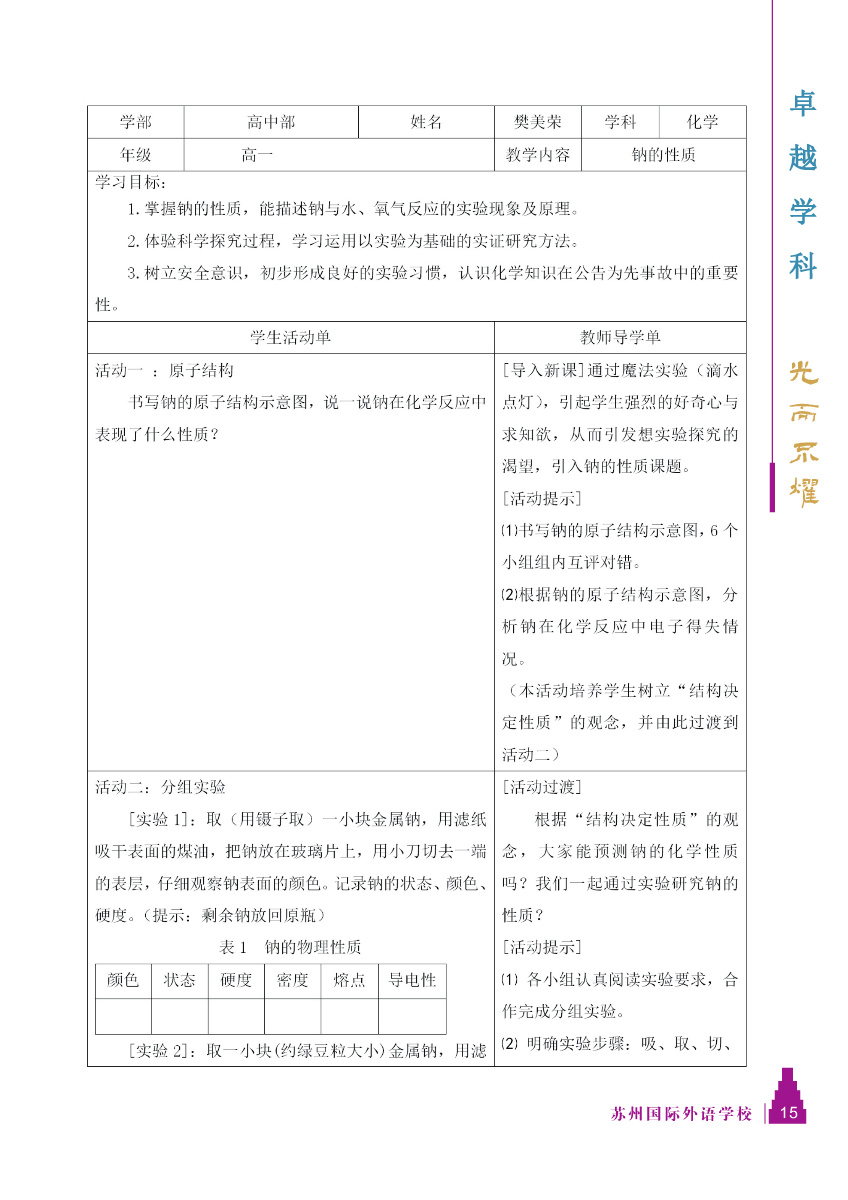 学部 高中部 姓名 樊美荣 学科 化学
年级 高一 教学内容 钠的性质
学习目标：
1.掌握钠的性质，能描述钠与水、氧气反应的实验现象及原理。
2.体验科学探究过程，学习运用以实验为基础的实证研究方法。
3.树立安全意识，初步形成良好的实验习惯，认识化学知识在公告为先事故中的重要
性。
学生活动单 教师导学单
活动一 ：原子结构
书写钠的原子结构示意图，说一说钠在化学反应中
表现了什么性质？
[导入新课]通过魔法实验（滴水
点灯），引起学生强烈的好奇心与
求知欲，从而引发想实验探究的
渴望，引入钠的性质课题。
[活动提示]
⑴书写钠的原子结构示意图，6 个
小组组内互评对错。
⑵根据钠的原子结构示意图，分
析钠在化学反应中电子得失情
况。
（本活动培养学生树立“结构决
定性质”的观念，并由此过渡到
活动二）
活动二：分组实验
[实验 1]：取（用镊子取）一小块金属钠，用滤纸
吸干表面的煤油，把钠放在玻璃片上，用小刀切去一端
的表层，仔细观察钠表面的颜色。记录钠的状态、颜色、
硬度。（提示：剩余钠放回原瓶）
表 1 钠的物理性质
颜色 状态 硬度 密度 熔点 导电性
[实验 2]：取一小块(约绿豆粒大小)金属钠，用滤
[活动过渡]
根据“结构决定性质”的观
念，大家能预测钠的化学性质
吗？我们一起通过实验研究钠的
性质？
[活动提示]
⑴ 各小组认真阅读实验要求，合
作完成分组实验。
⑵ 明确实验步骤：吸、取、切、
卓越学科
光而不耀
苏州国际外语学校 15